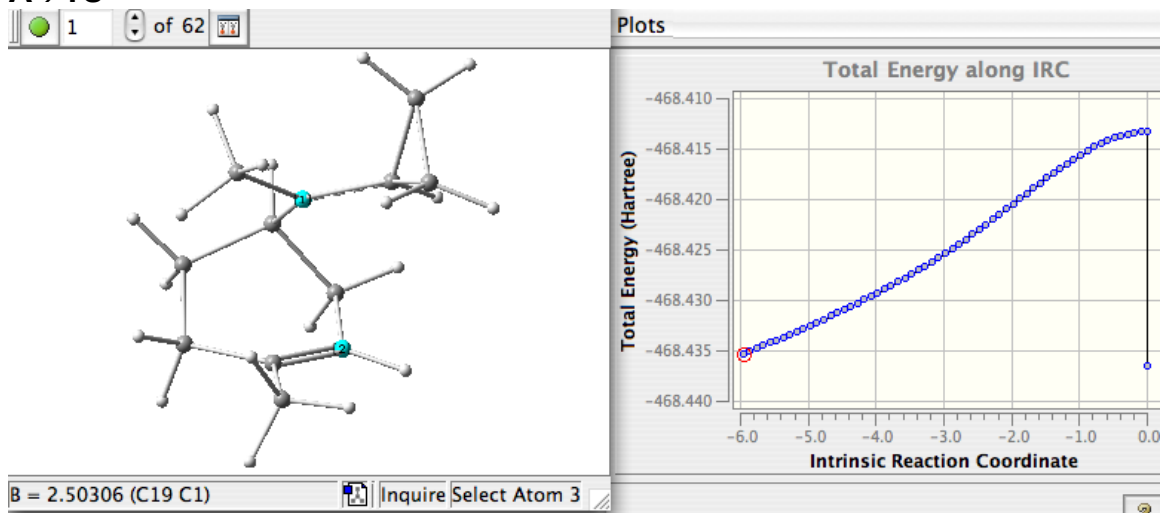 1 of 62
Plots
Total Energy along IRC
-468.410
-468.415
-468.420
-468.425
-468.430
-468.435
-468.440
Total Energy (Hartree)
-6.0 -5.0 -4.0 -3.0 -2.0 -1.0 0.0
Intrinsic Reaction Coordinate
1
2
B = 2.50306 (C19 C1) Inquire Select Atom 3